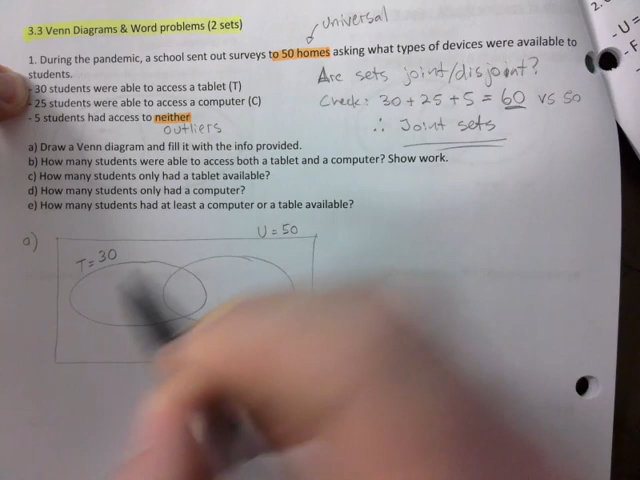 3.3 Venn Diagrams & Word problems (2 sets)
universal
1. During the pandemic, a school sent out surveys to 50 homes asking what types of devices were available to
students.
- 30 students were able to access a tablet (T)
- 25 students were able to access a computer (C)
- 5 students had access to neither
outliers
Are sets joint/disjoint?
Check: 30 + 25 + 5 = 60 vs 50
∴ Joint sets
a) Draw a Venn diagram and fill it with the info provided.
b) How many students were able to access both a tablet and a computer? Show work.
c) How many students only had a tablet available?
d) How many students only had a computer?
e) How many students had at least a computer or a table available?
a)
U = 50
T = 30
2.
- U =
- F